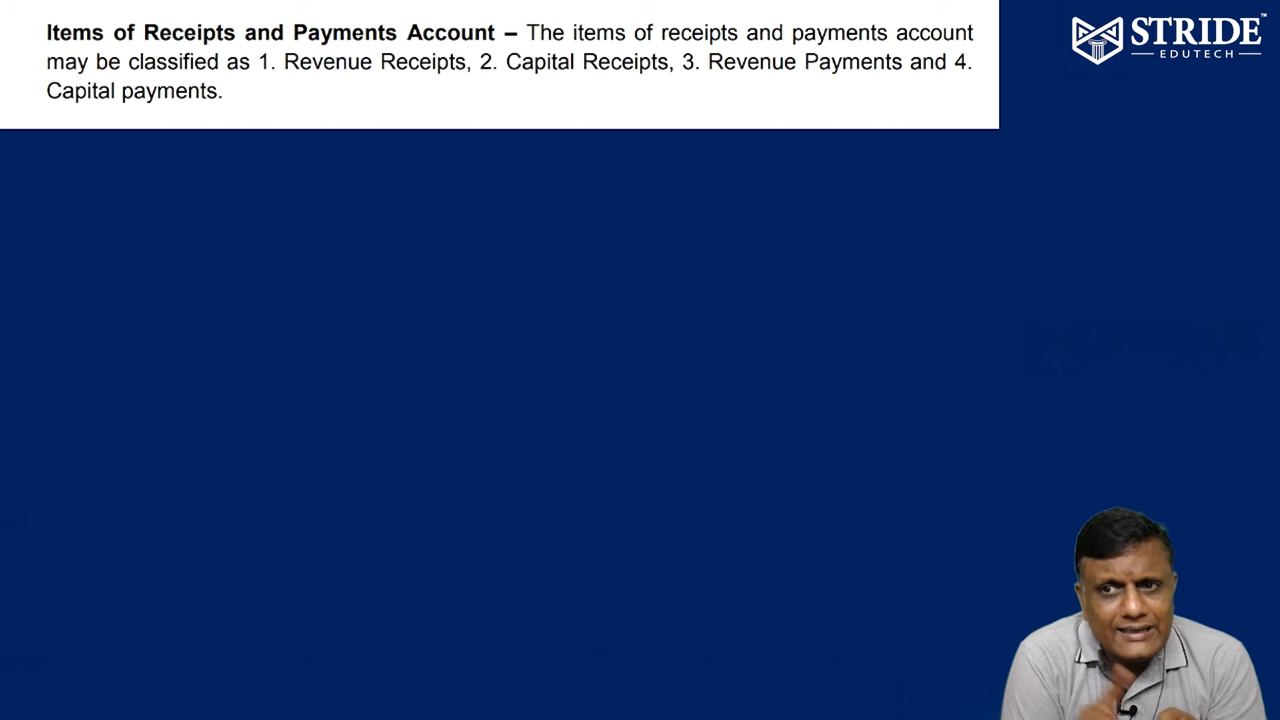 Items of Receipts and Payments Account – The items of receipts and payments account
may be classified as 1. Revenue Receipts, 2. Capital Receipts, 3. Revenue Payments and 4.
Capital payments.
STRIDE™
EDUTECH